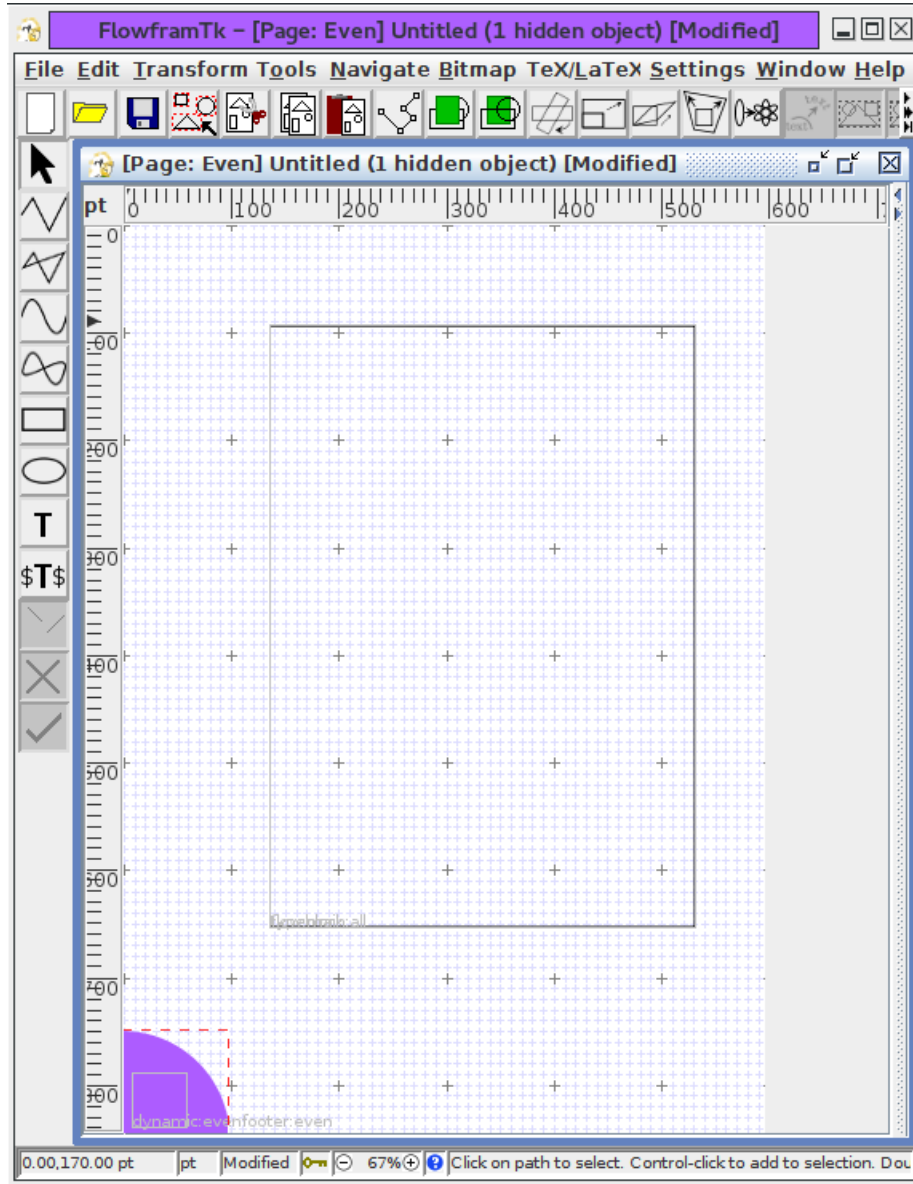 FlowframTk – [Page: Even] Untitled (1 hidden object) [Modified]
File Edit Transform Tools Navigate Bitmap TeX/LaTeX Settings Window Help
[Page: Even] Untitled (1 hidden object) [Modified]
pt 0 100 200 300 400 500 600
0
100
200
300
400
500
600
700
800
T
$T$
dynamic:evenfooter:even
0.00,170.00 pt pt Modified 67% Click on path to select. Control-click to add to selection. Dou